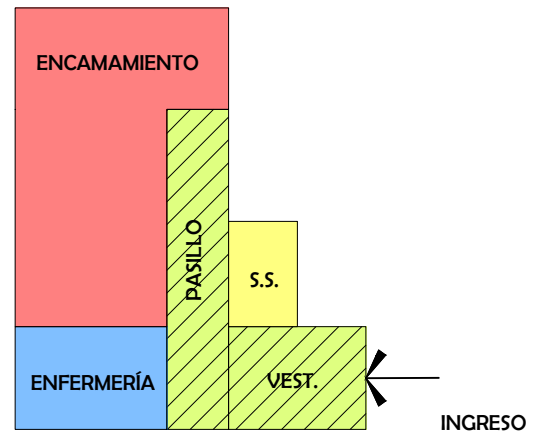 ENCAMAMIENTO
PASILLO
S.S.
ENFERMERÍA
VEST.
INGRESO